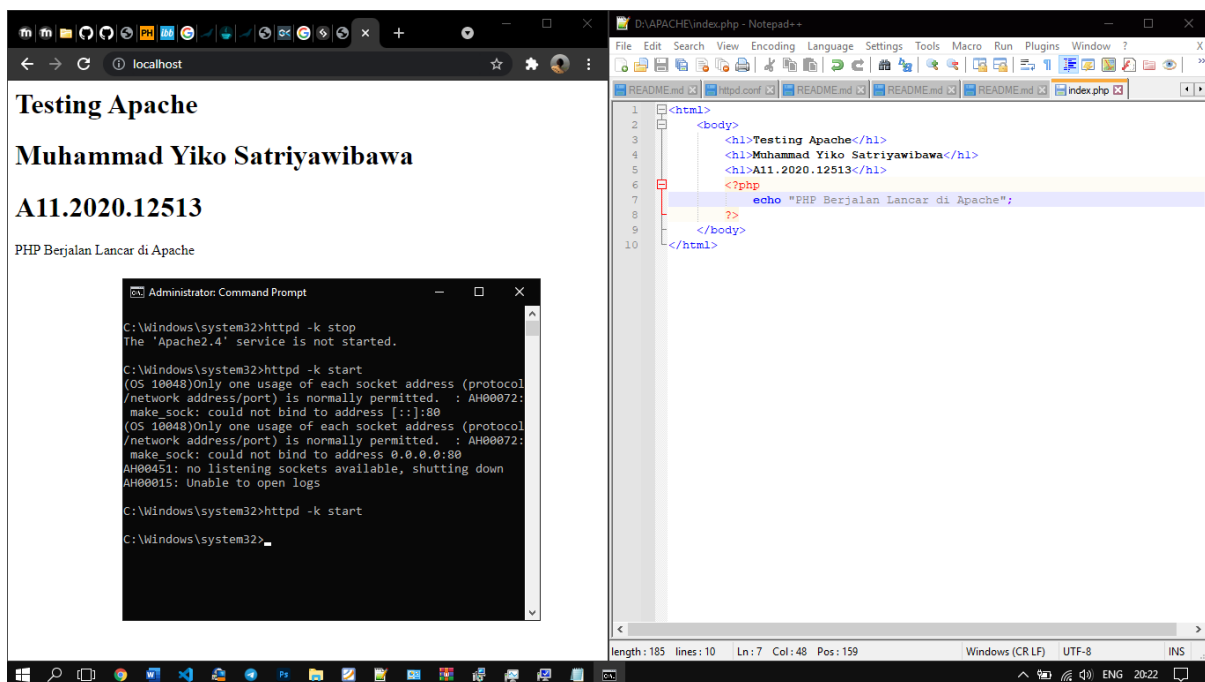 localhost
Testing Apache
Muhammad Yiko Satriyawibawa
A11.2020.12513
PHP Berjalan Lancar di Apache
Administrator: Command Prompt
C:\Windows\system32>httpd -k stop
The 'Apache2.4' service is not started.
C:\Windows\system32>httpd -k start
(OS 10048)Only one usage of each socket address (protocol
/network address/port) is normally permitted.  : AH00072:
 make_sock: could not bind to address [::]:80
(OS 10048)Only one usage of each socket address (protocol
/network address/port) is normally permitted.  : AH00072:
 make_sock: could not bind to address 0.0.0.0:80
AH00451: no listening sockets available, shutting down
AH00015: Unable to open logs
C:\Windows\system32>httpd -k start
C:\Windows\system32>
D:\APACHE\index.php - Notepad++
File Edit Search View Encoding Language Settings Tools Macro Run Plugins Window ? X
README.md httpd.conf README.md README.md README.md index.php
1 <html>
2 <body>
3 <h1>Testing Apache</h1>
4 <h1>Muhammad Yiko Satriyawibawa</h1>
5 <h1>A11.2020.12513</h1>
6 <?php
7 echo "PHP Berjalan Lancar di Apache";
8 ?>
9 </body>
10 </html>
length : 185 lines : 10 Ln : 7 Col : 48 Pos : 159 Windows (CR LF) UTF-8 INS
ENG 20:22